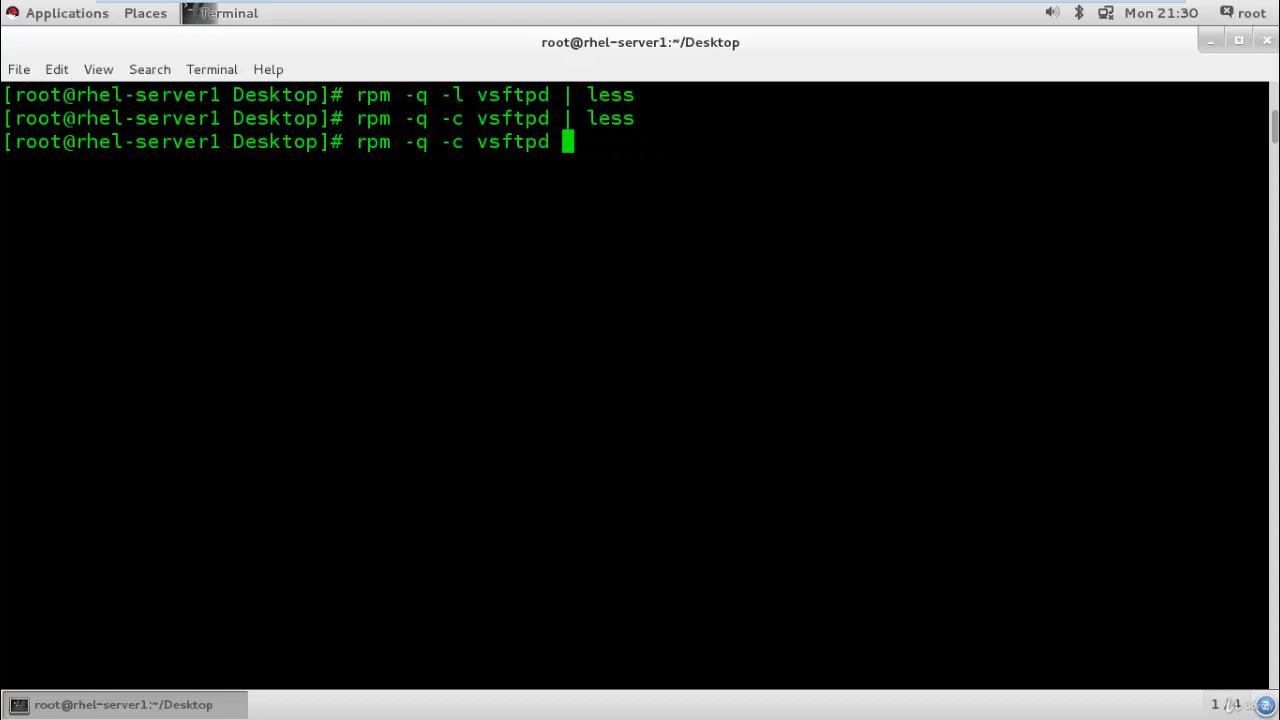 Applications Places Terminal Mon 21:30 root
root@rhel-server1:~/Desktop
File Edit View Search Terminal Help
[root@rhel-server1 Desktop]# rpm -q -l vsftpd | less
[root@rhel-server1 Desktop]# rpm -q -c vsftpd | less
[root@rhel-server1 Desktop]# rpm -q -c vsftpd
root@rhel-server1:~/Desktop 1 / 4